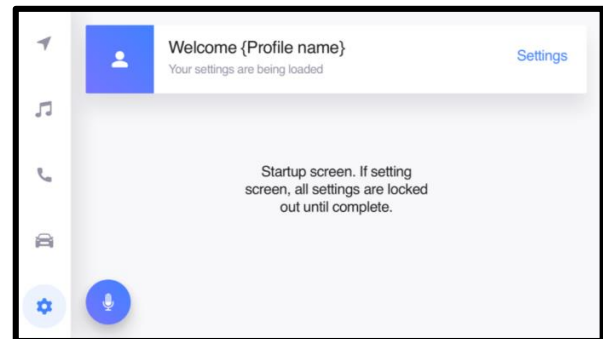 Welcome {Profile name}
Your settings are being loaded
Settings
Startup screen. If setting
screen, all settings are locked
out until complete.